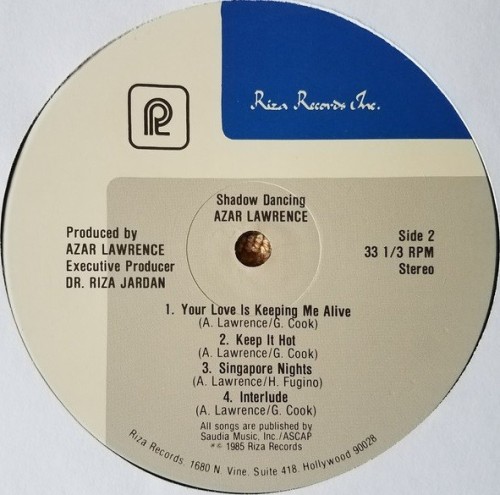 Riza Records Inc.
Shadow Dancing
AZAR LAWRENCE
Produced by
AZAR LAWRENCE
Executive Producer
DR. RIZA JARDAN
Side 2
33 1/3 RPM
Stereo
1. Your Love Is Keeping Me Alive
(A. Lawrence/G. Cook)
2. Keep It Hot
(A. Lawrence/G. Cook)
3. Singapore Nights
(A. Lawrence/H. Fugino)
4. Interlude
(A. Lawrence/G. Cook)
All songs are published by
Saudia Music, Inc./ASCAP
℗ © 1985 Riza Records
Riza Records, 1680 N. Vine, Suite 418, Hollywood 90028